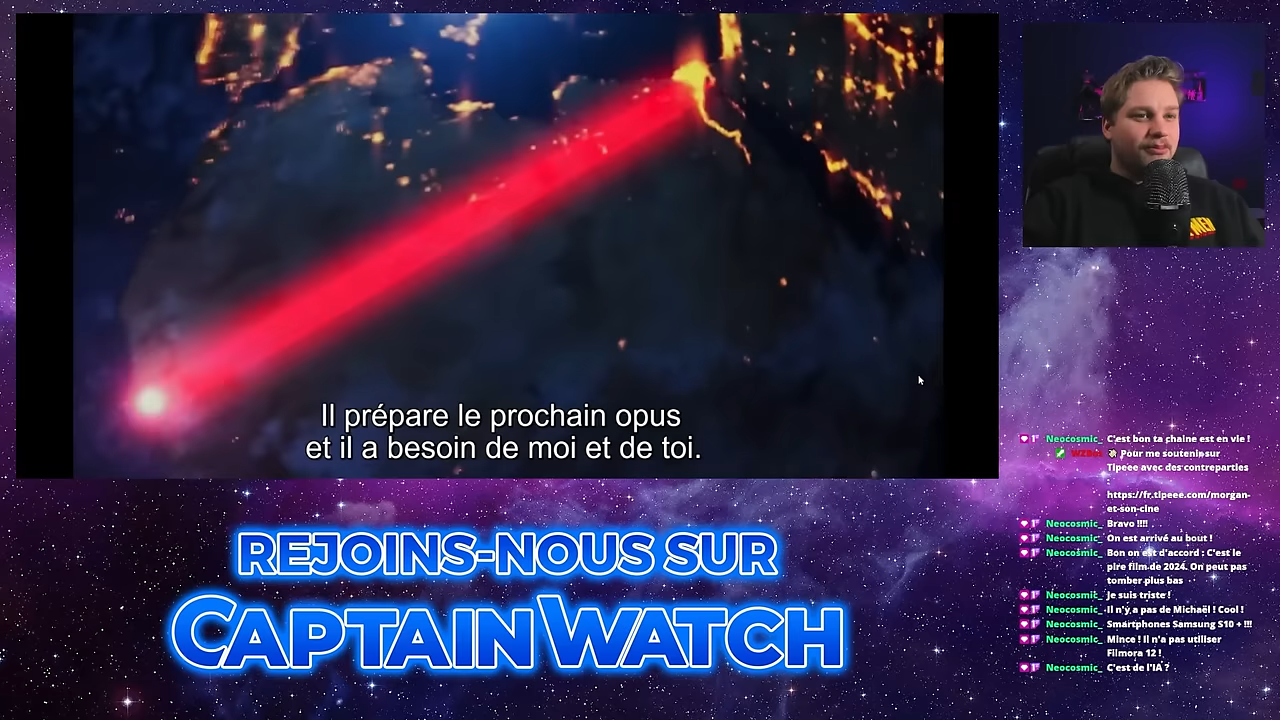 Il prépare le prochain opus
et il a besoin de moi et de toi.
REJOINS-NOUS SUR
CAPTAINWATCH
Neocosmic_ C'est bon ta chaine est en vie !
WZBot Pour me soutenir sur
Tipeee avec des contreparties
:
https://fr.tipeee.com/morgan-
et-son-cine
Neocosmic_ Bravo !!!!
Neocosmic_ On est arrivé au bout !
Neocosmic_ Bon on est d'accord : C'est le
pire film de 2024. On peut pas
tomber plus bas
Neocosmic_ Je suis triste !
Neocosmic_ Il n'y a pas de Michaël ! Cool !
Neocosmic_ Smartphones Samsung S10 + !!!
Neocosmic_ Mince ! Il n'a pas utiliser
Filmora 12 !
Neocosmic_ C'est de l'IA ?